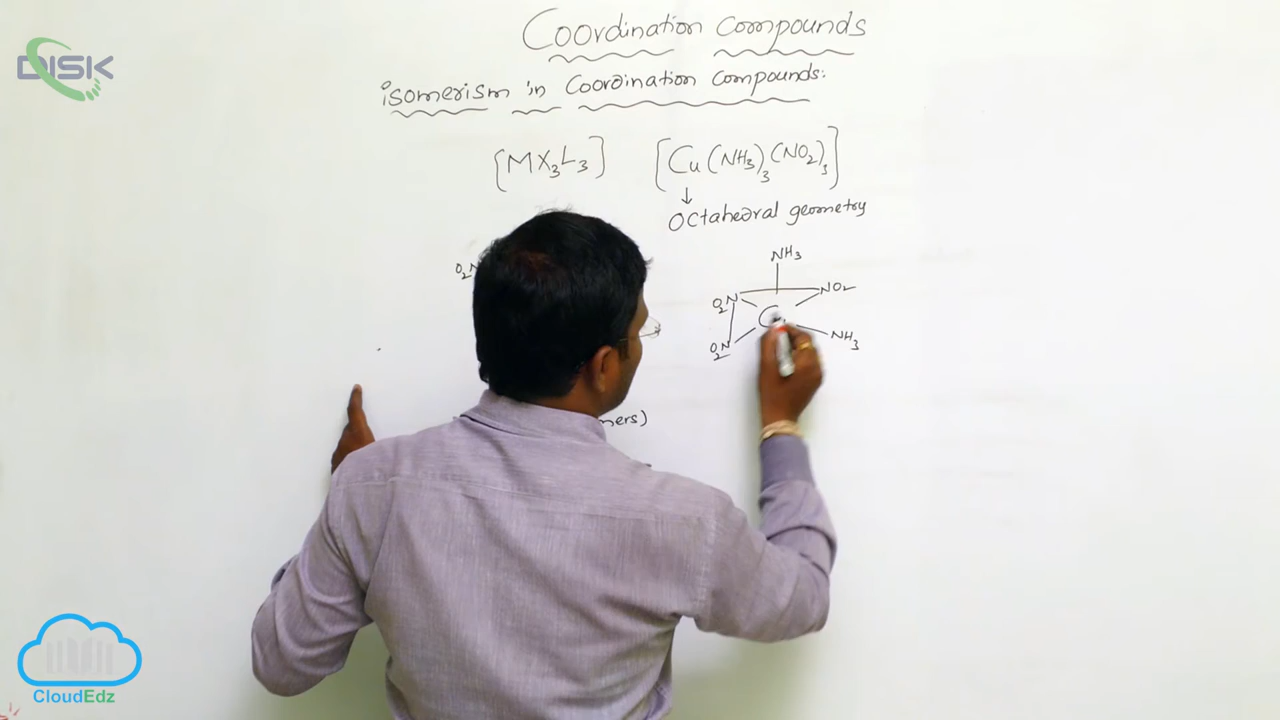 DISK
Coordination Compounds
isomerism in Coordination Compounds:
[MX₃L₃] [Cu(NH₃)₃(NO₂)₃]
↓
Octahedral geometry
NH₃
O₂N
O₂N NO₂
O₂N NH₃
mers)
CloudEdz